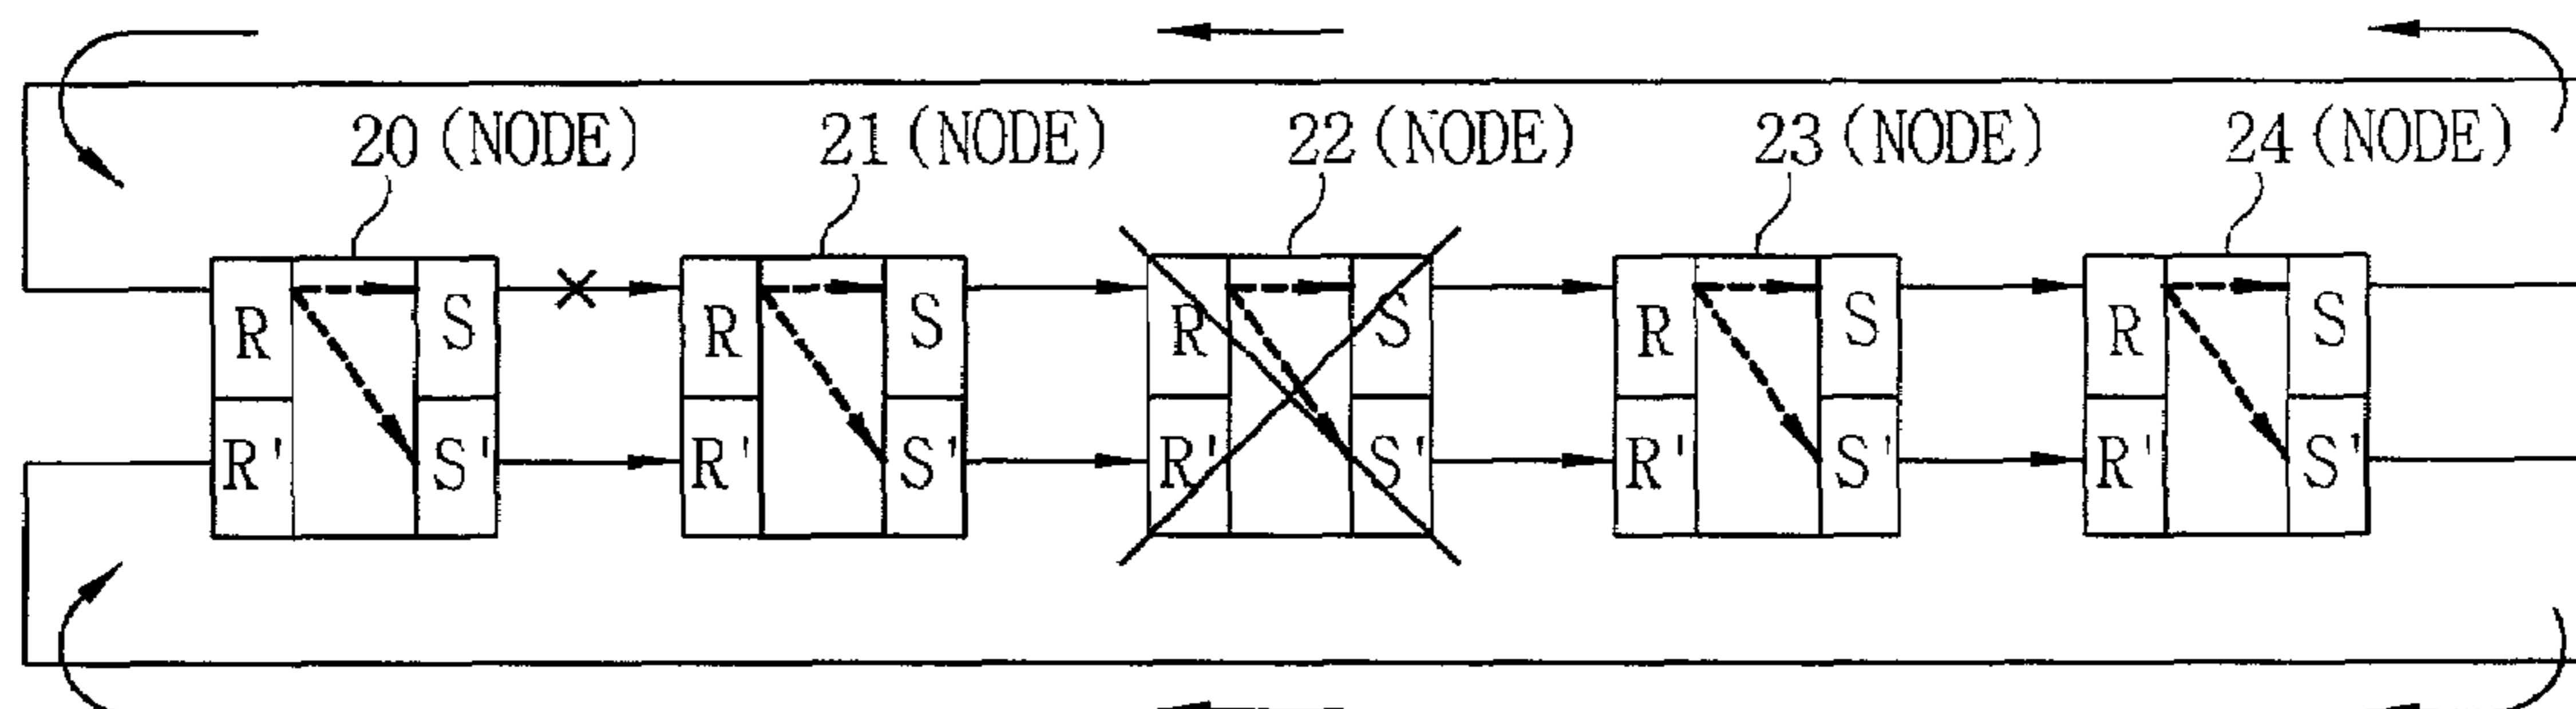 20 (NODE) 21 (NODE) 22 (NODE) 23 (NODE) 24 (NODE)
R S R S R S R S R S
R' S' R' S' R' S' R' S' R' S'